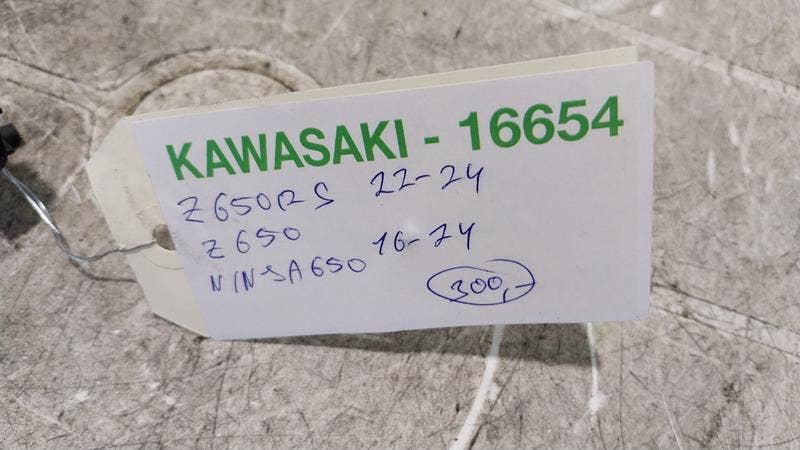 KAWASAKI - 16654
Z650RS 22-24
Z650 16-24
NINJA650
300,-